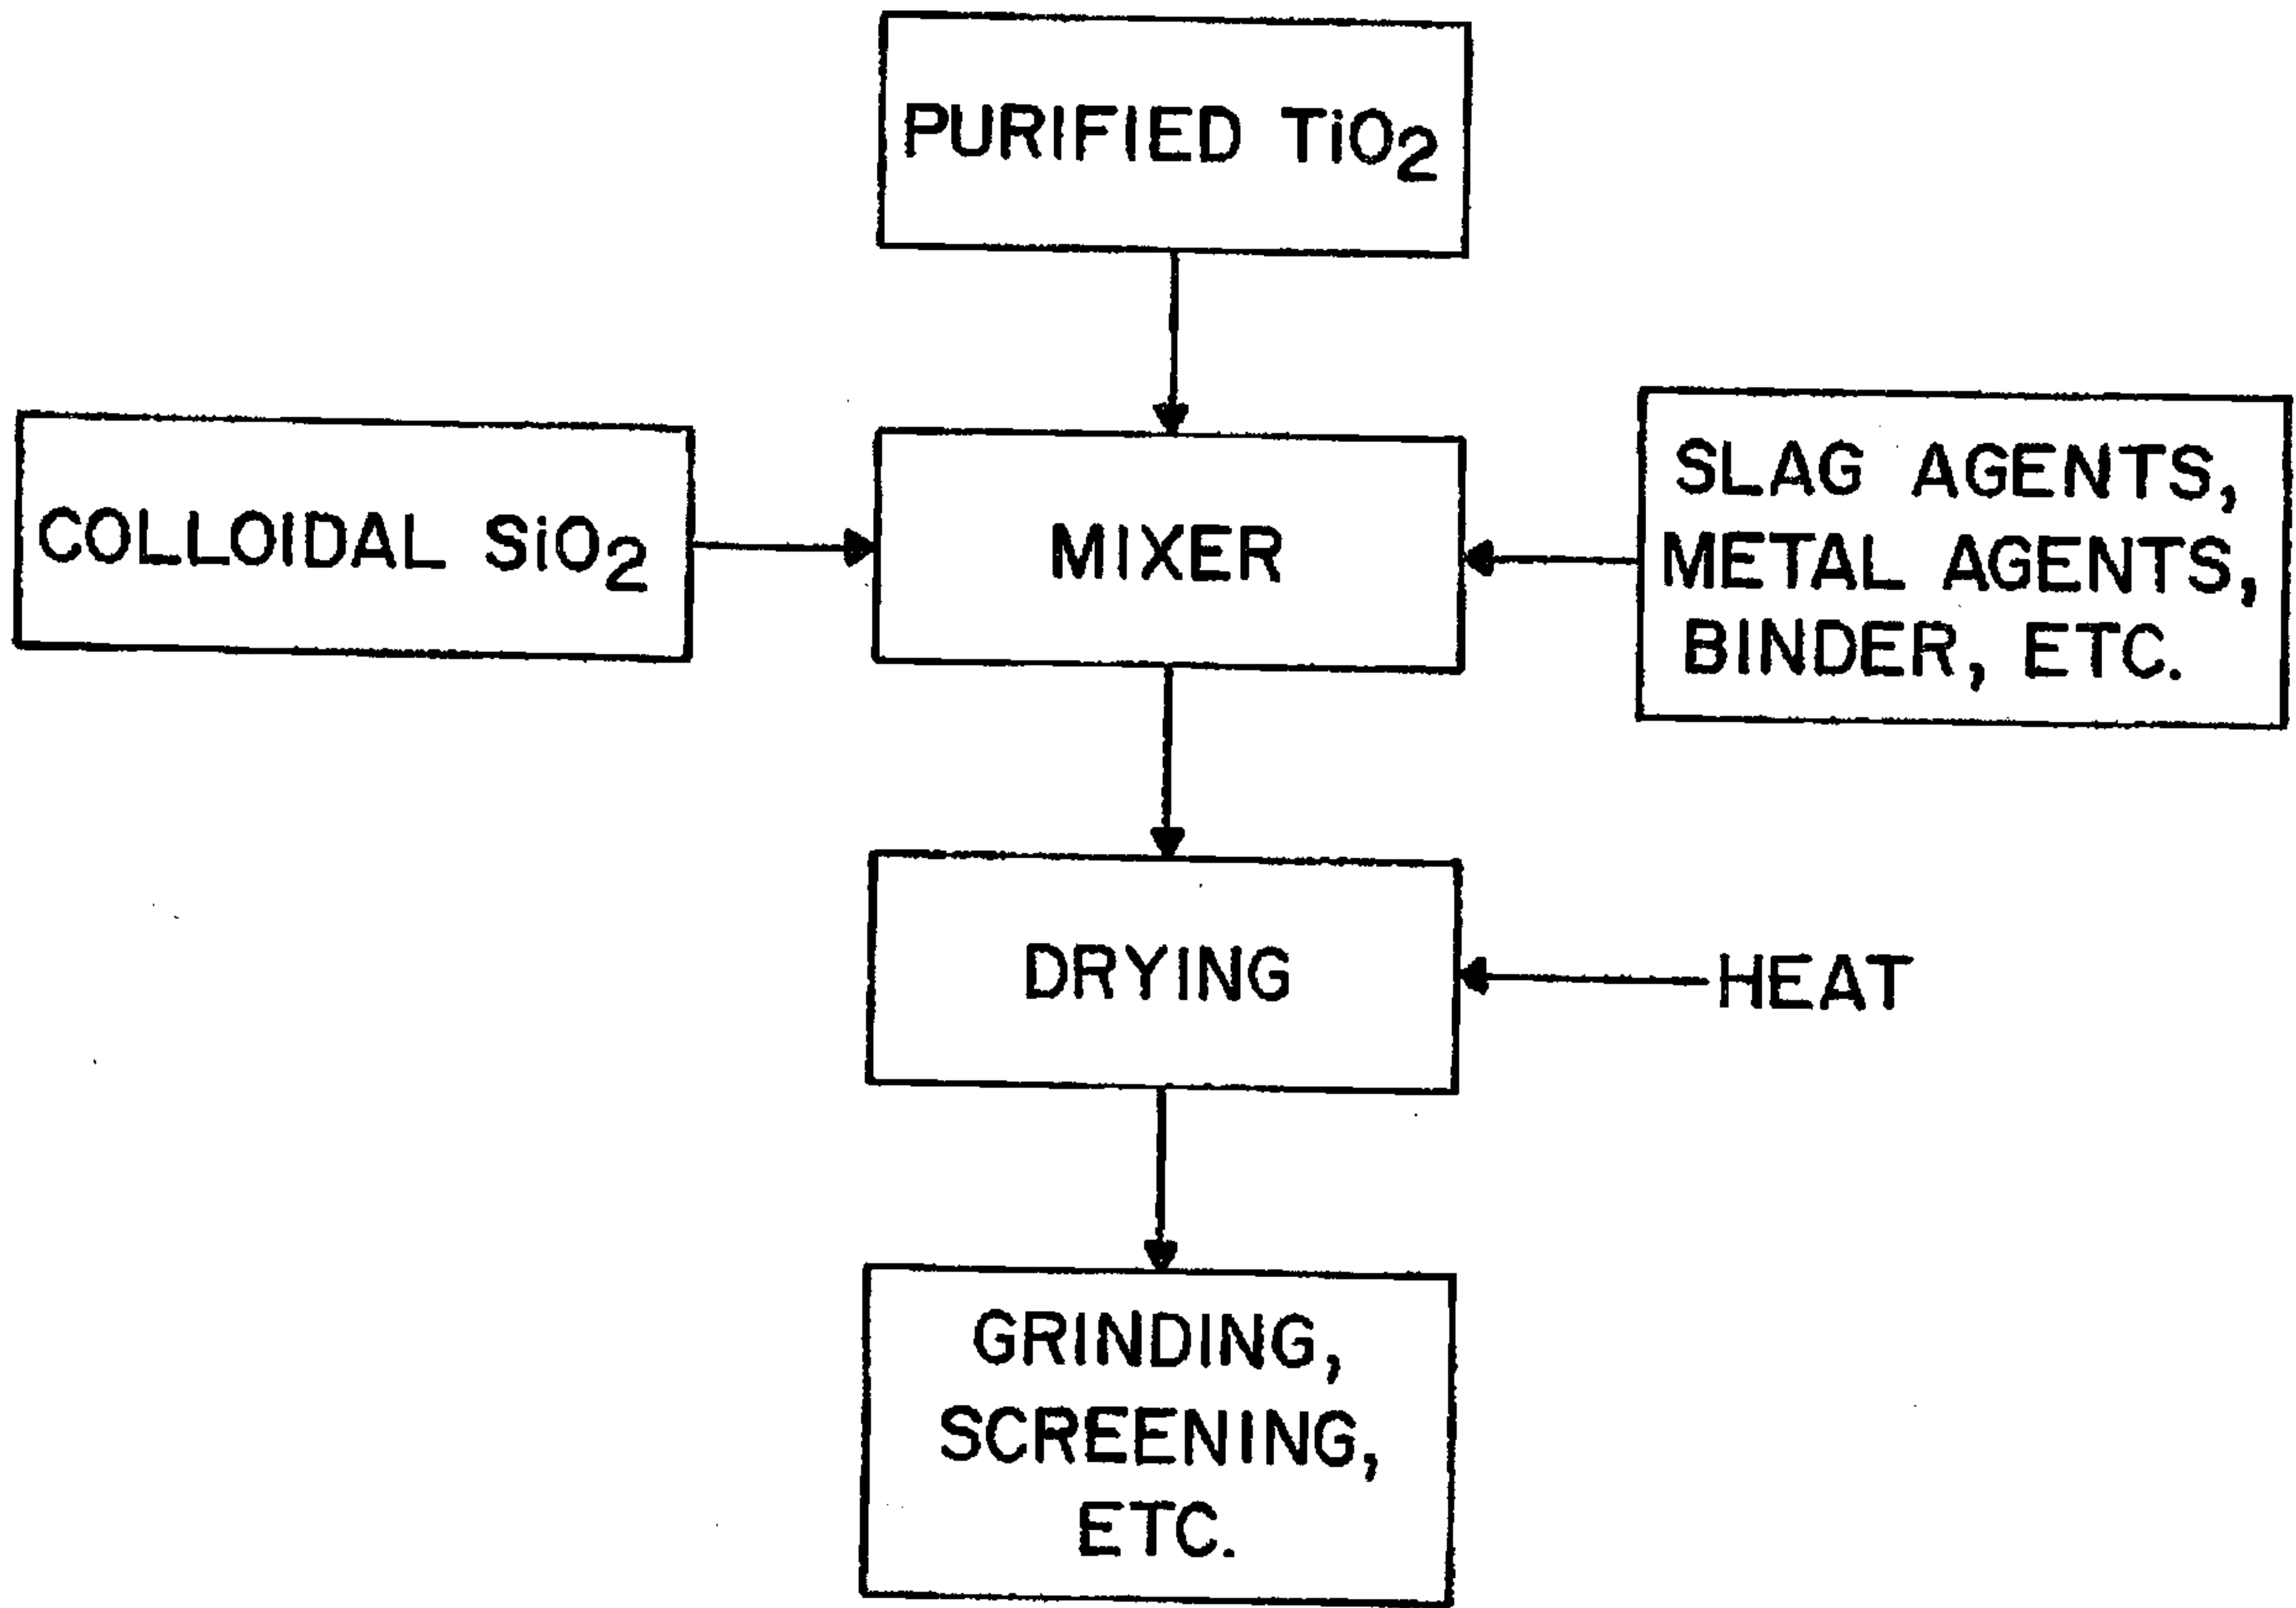 PURIFIED TiO₂
COLLOIDAL SiO₂
MIXER
SLAG AGENTS,
METAL AGENTS,
BINDER, ETC.
DRYING
HEAT
GRINDING,
SCREENING,
ETC.